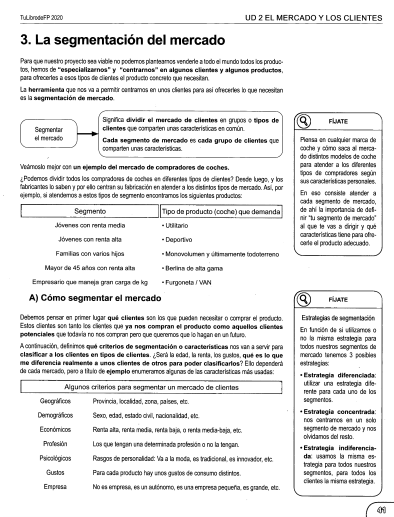 TuLibrodeFP 2020
UD 2 EL MERCADO Y LOS CLIENTES
3. La segmentación del mercado
Para que nuestro proyecto sea viable no podemos plantearnos venderle a todo el mundo todos los produc-
tos, hemos de "especializarnos" y "centrarnos" en algunos clientes y algunos productos,
para ofrecerles a esos tipos de clientes el producto concreto que necesitan.
La herramienta que nos va a permitir centrarnos en unos clientes para así ofrecerles lo que necesitan
es la segmentación de mercado.
Segmentar
el mercado
Significa dividir el mercado de clientes en grupos o tipos de
clientes que comparten unas características en común.
Cada segmento de mercado es cada grupo de clientes que
comparten unas características.
Veámoslo mejor con un ejemplo del mercado de compradores de coches.
¿Podemos dividir todos los compradores de coches en diferentes tipos de clientes? Desde luego, y los
fabricantes lo saben y por ello centran su fabricación en atender a los distintos tipos de mercado. Así, por
ejemplo, si atendemos a estos tipos de segmento encontramos los siguientes productos:
Segmento
Tipo de producto (coche) que demanda
Jóvenes con renta media
• Utilitario
Jóvenes con renta alta
• Deportivo
Familias con varios hijos
• Monovolumen y últimamente todoterreno
Mayor de 45 años con renta alta
• Berlina de alta gama
Empresario que maneja gran carga de kg
• Furgoneta / VAN
A) Cómo segmentar el mercado
Debemos pensar en primer lugar qué clientes son los que pueden necesitar o comprar el producto.
Estos clientes son tanto los clientes que ya nos compran el producto como aquellos clientes
potenciales que todavía no nos compran pero que queremos que lo hagan en un futuro.
A continuación, definimos qué criterios de segmentación o características nos van a servir para
clasificar a los clientes en tipos de clientes. ¿Será la edad, la renta, los gustos, qué es lo que
me diferencia realmente a unos clientes de otros para poder clasificarlos? Ello dependerá
de cada mercado, pero a título de ejemplo enumeramos algunas de las características más usadas:
Algunos criterios para segmentar un mercado de clientes
Geográficos
Provincia, localidad, zona, países, etc.
Demográficos
Sexo, edad, estado civil, nacionalidad, etc.
Económicos
Renta alta, renta media, renta baja, o renta media-baja, etc.
Profesión
Los que tengan una determinada profesión o no la tengan.
Psicológicos
Rasgos de personalidad: Va a la moda, es tradicional, es innovador, etc.
Gustos
Para cada producto hay unos gustos de consumo distintos.
Empresa
No es empresa, es un autónomo, es una empresa pequeña, es grande, etc.
FÍJATE
Piensa en cualquier marca de
coche y cómo saca al merca-
do distintos modelos de coche
para atender a los diferentes
tipos de compradores según
sus características personales.
En eso consiste atender a
cada segmento de mercado,
de ahí la importancia de defi-
nir "tu segmento de mercado"
al que te vas a dirigir y qué
características tiene para ofre-
certe el producto adecuado.
FÍJATE
Estrategias de segmentación
En función de si utilizamos o
no la misma estrategia para
todos nuestros segmentos de
mercado tenemos 3 posibles
estrategias:
• Estrategia diferenciada:
utilizar una estrategia dife-
rente para cada uno de los
segmentos.
• Estrategia concentrada:
nos centramos en un solo
segmento de mercado y nos
olvidamos del resto.
• Estrategia indiferencia-
da: usamos la misma es-
trategia para todos nuestros
segmentos, para todos los
clientes la misma estrategia.
41